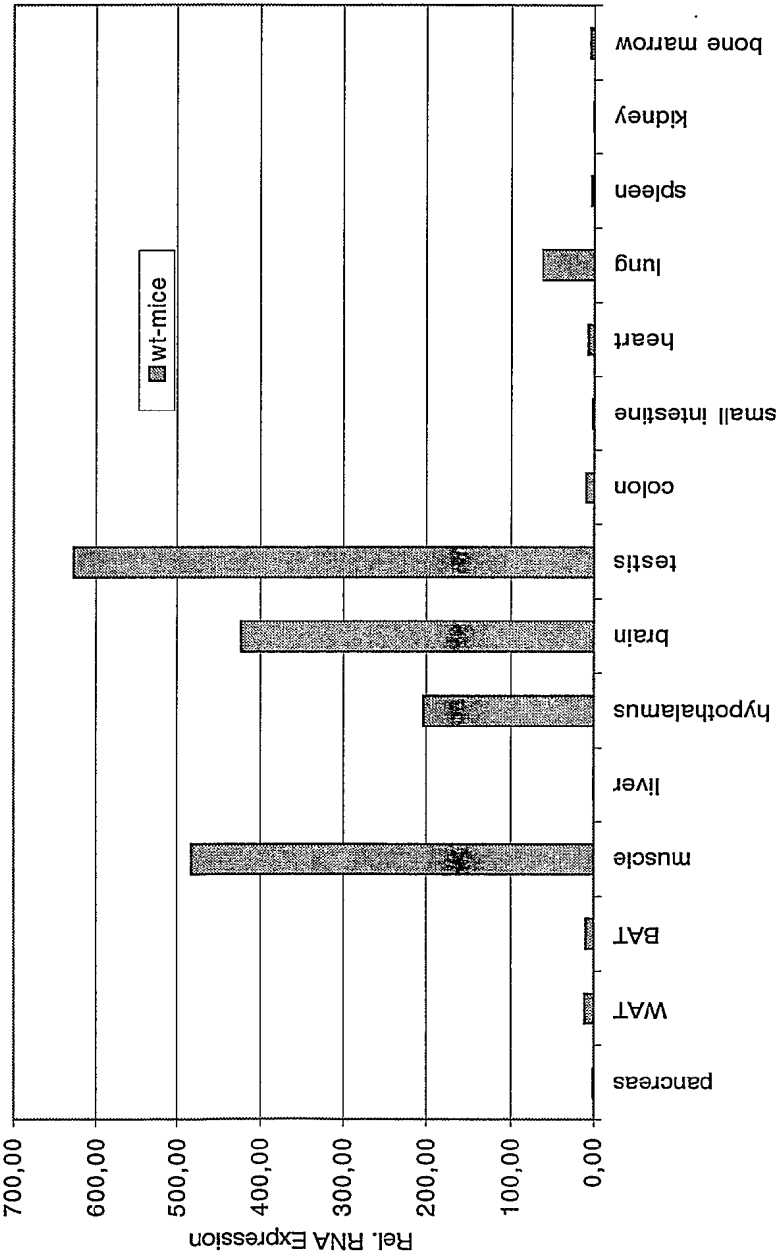 700,00
600,00
500,00
400,00
300,00
200,00
100,00
0,00
Rel. RNA Expression
wt-mice
pancreas
WAT
BAT
muscle
liver
hypothalamus
brain
testis
colon
small intestine
heart
lung
spleen
kidney
bone marrow